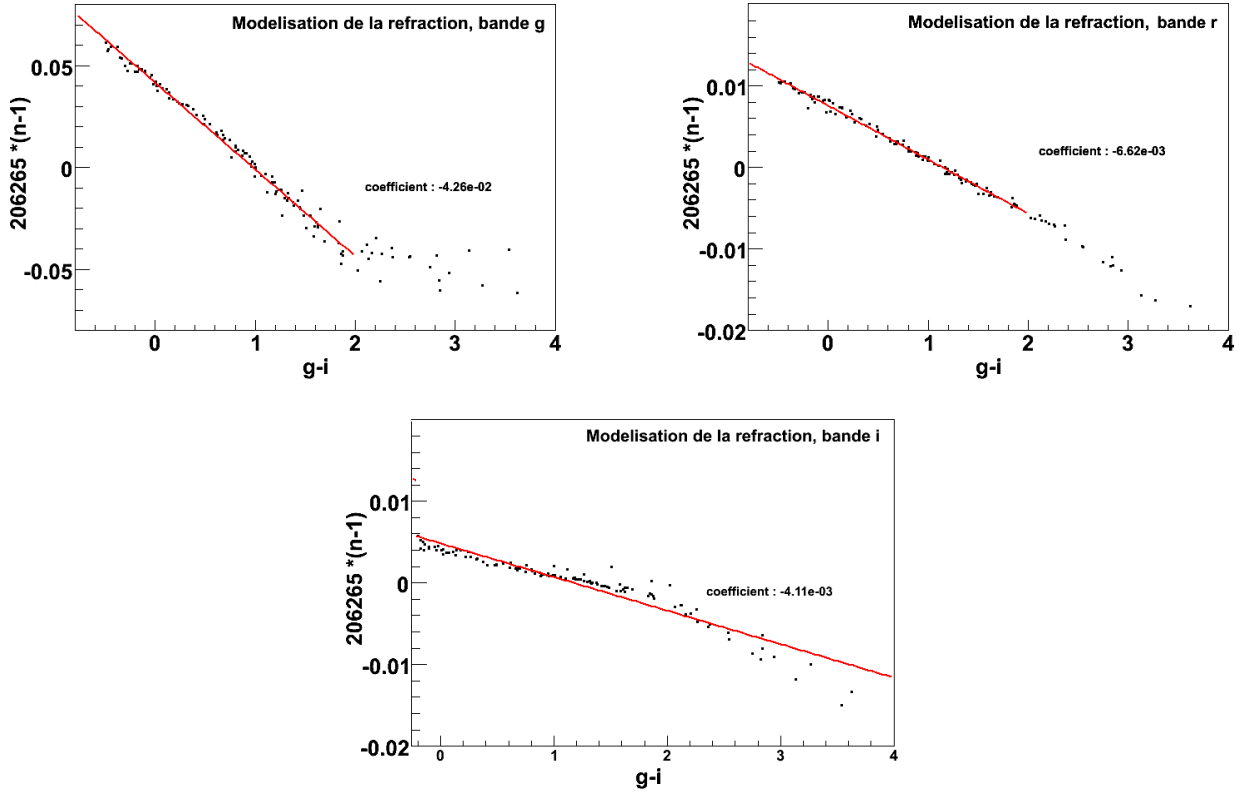 Modelisation de la refraction, bande g
206265 *(n-1)
0.05
0
-0.05
coefficient : -4.26e-02
0 1 2 3 4
g-i
Modelisation de la refraction, bande r
206265 *(n-1)
0.01
0
-0.01
-0.02
coefficient : -6.62e-03
0 1 2 3 4
g-i
Modelisation de la refraction, bande i
206265 *(n-1)
0.01
0
-0.01
-0.02
coefficient : -4.11e-03
0 1 2 3 4
g-i